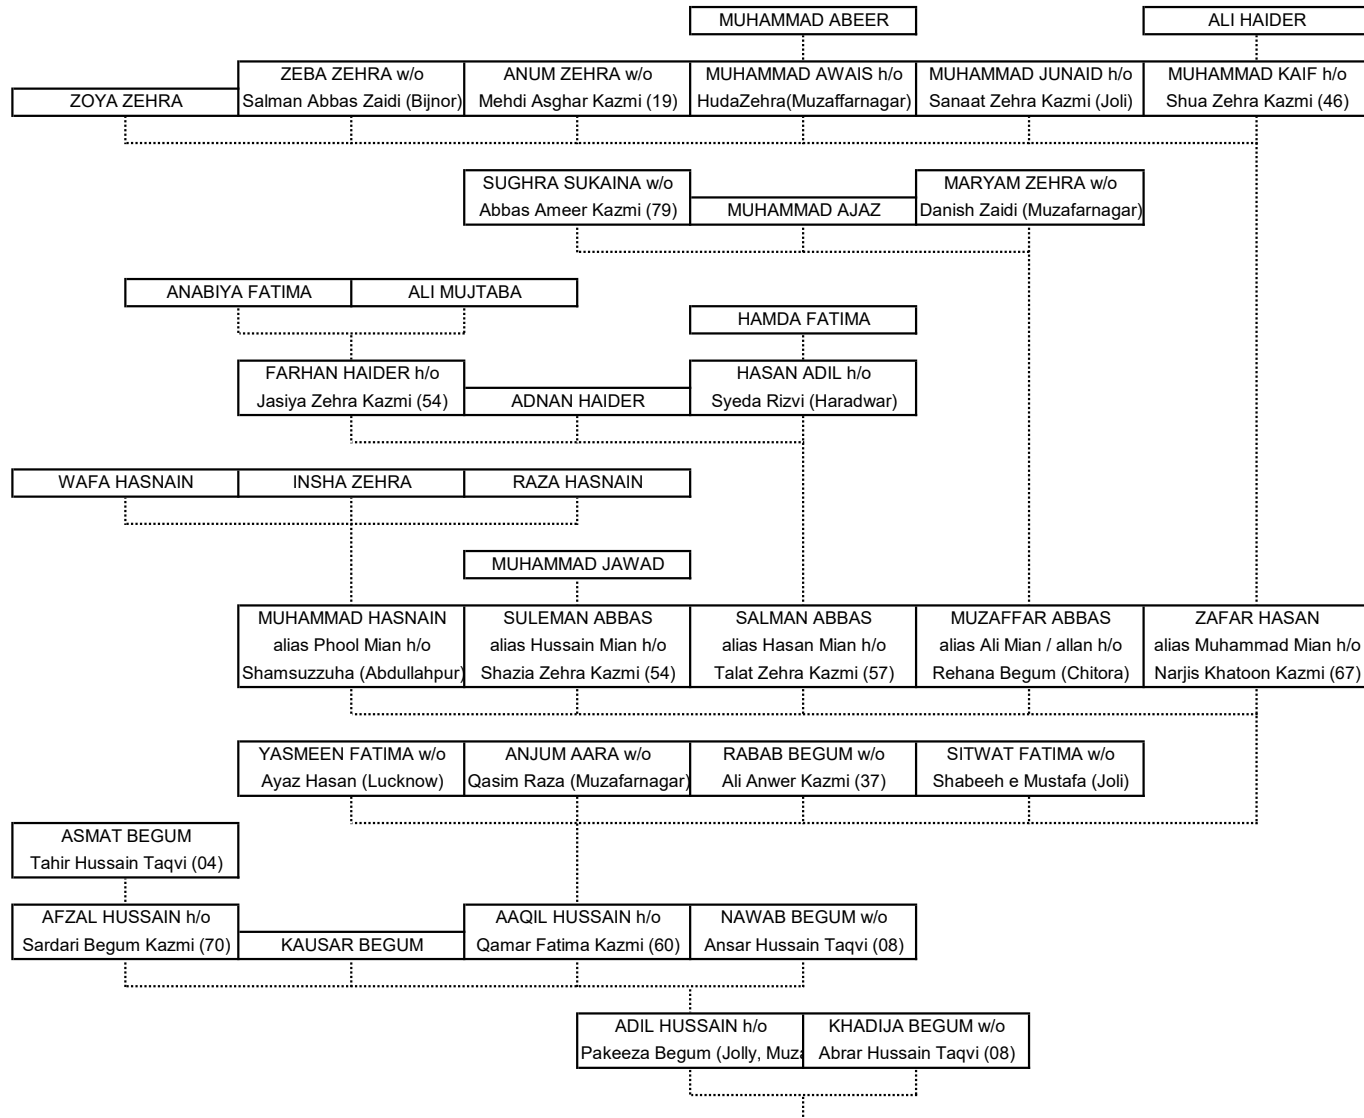 MUHAMMAD ABEER
ALI HAIDER
ZOYA ZEHRA
ZEBA ZEHRA w/o
Salman Abbas Zaidi (Bijnor)
ANUM ZEHRA w/o
Mehdi Asghar Kazmi (19)
MUHAMMAD AWAIS h/o
HudaZehra(Muzaffarnagar)
MUHAMMAD JUNAID h/o
Sanaat Zehra Kazmi (Joli)
MUHAMMAD KAIF h/o
Shua Zehra Kazmi (46)
SUGHRA SUKAINA w/o
Abbas Ameer Kazmi (79)
MUHAMMAD AJAZ
MARYAM ZEHRA w/o
Danish Zaidi (Muzafarnagar)
ANABIYA FATIMA
ALI MUJTABA
HAMDA FATIMA
FARHAN HAIDER h/o
Jasiya Zehra Kazmi (54)
ADNAN HAIDER
HASAN ADIL h/o
Syeda Rizvi (Haradwar)
WAFA HASNAIN
INSHA ZEHRA
RAZA HASNAIN
MUHAMMAD JAWAD
MUHAMMAD HASNAIN
alias Phool Mian h/o
Shamsuzzuha (Abdullahpur)
SULEMAN ABBAS
alias Hussain Mian h/o
Shazia Zehra Kazmi (54)
SALMAN ABBAS
alias Hasan Mian h/o
Talat Zehra Kazmi (57)
MUZAFFAR ABBAS
alias Ali Mian / allan h/o
Rehana Begum (Chitora)
ZAFAR HASAN
alias Muhammad Mian h/o
Narjis Khatoon Kazmi (67)
YASMEEN FATIMA w/o
Ayaz Hasan (Lucknow)
ANJUM AARA w/o
Qasim Raza (Muzafarnagar)
RABAB BEGUM w/o
Ali Anwer Kazmi (37)
SITWAT FATIMA w/o
Shabeeh e Mustafa (Joli)
ASMAT BEGUM
Tahir Hussain Taqvi (04)
AFZAL HUSSAIN h/o
Sardari Begum Kazmi (70)
KAUSAR BEGUM
AAQIL HUSSAIN h/o
Qamar Fatima Kazmi (60)
NAWAB BEGUM w/o
Ansar Hussain Taqvi (08)
ADIL HUSSAIN h/o
Pakeeza Begum (Jolly, Muza
KHADIJA BEGUM w/o
Abrar Hussain Taqvi (08)